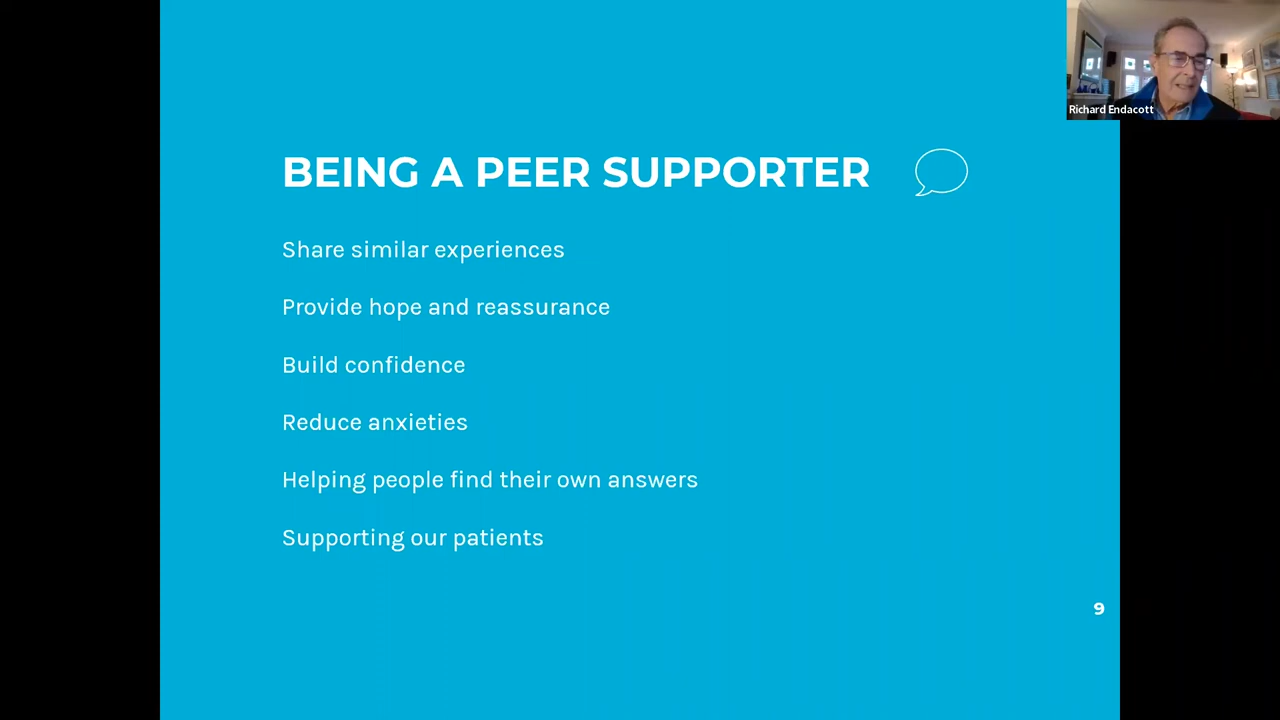 Richard Endacott
BEING A PEER SUPPORTER
Share similar experiences
Provide hope and reassurance
Build confidence
Reduce anxieties
Helping people find their own answers
Supporting our patients
9